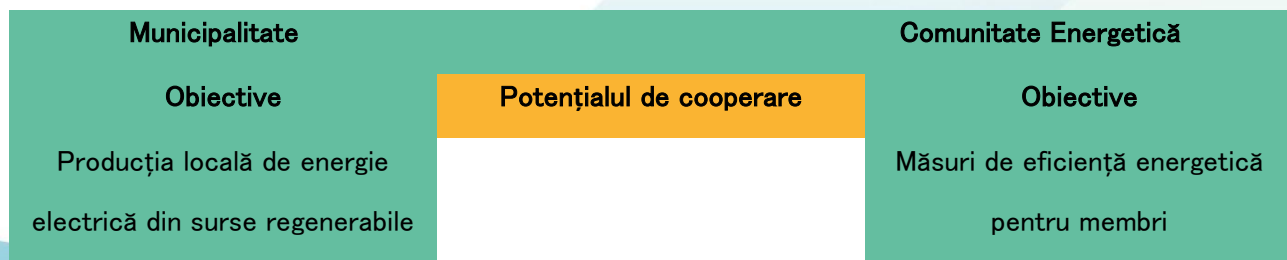 Municipalitate Comunitate Energetică
Obiective Potențialul de cooperare Obiective
Producția locală de energie Măsuri de eficiență energetică
electrică din surse regenerabile pentru membri